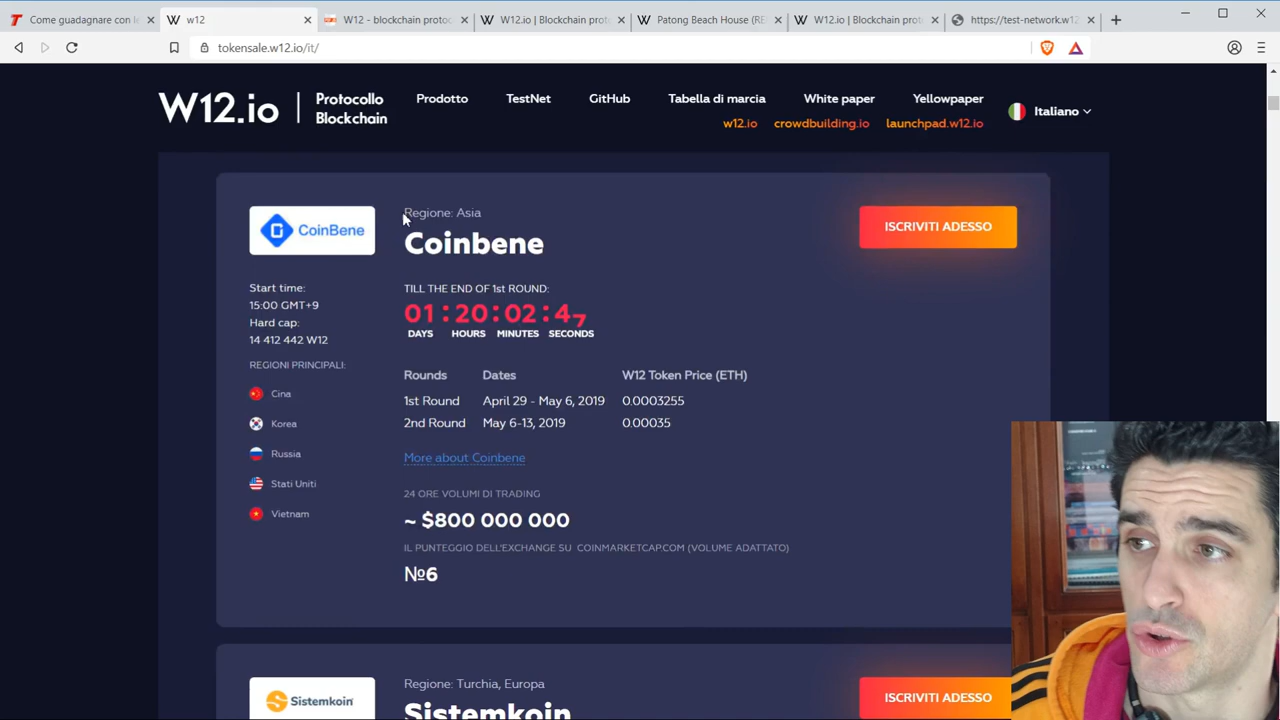 Come guadagnare con le
w12
W12 - blockchain protoc
W12.io | Blockchain prot
Patong Beach House (RE
W12.io | Blockchain prot
https://test-network.w12
tokensale.w12.io/it/
W12.io | Protocollo Blockchain
Prodotto
TestNet
GitHub
Tabella di marcia
White paper
Yellowpaper
w12.io
crowdbuilding.io
launchpad.w12.io
Italiano
CoinBene
Regione: Asia
Coinbene
ISCRIVITI ADESSO
Start time:
15:00 GMT+9
Hard cap:
14 412 442 W12
REGIONI PRINCIPALI:
Cina
Korea
Russia
Stati Uniti
Vietnam
TILL THE END OF 1st ROUND:
01 : 20 : 02 : 47
DAYS HOURS MINUTES SECONDS
Rounds Dates W12 Token Price (ETH)
1st Round April 29 - May 6, 2019 0.0003255
2nd Round May 6-13, 2019 0.00035
More about Coinbene
24 ORE VOLUMI DI TRADING
~ $800 000 000
IL PUNTEGGIO DELL'EXCHANGE SU COINMARKETCAP.COM (VOLUME ADATTATO)
№6
Sistemkoin
Regione: Turchia, Europa
Sistemkoin
ISCRIVITI ADESSO